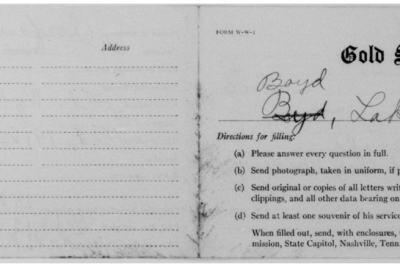 Address
FORM W-W-1
Gold S
Boyd
Byd, Lak
Directions for filling:
(a) Please answer every question in full.
(b) Send photograph, taken in uniform, if p
(c) Send original or copies of all letters writ
clippings, and all other data bearing on
(d) Send at least one souvenir of his service
When filled out, send, with enclosures, t
mission, State Capitol, Nashville, Tenn